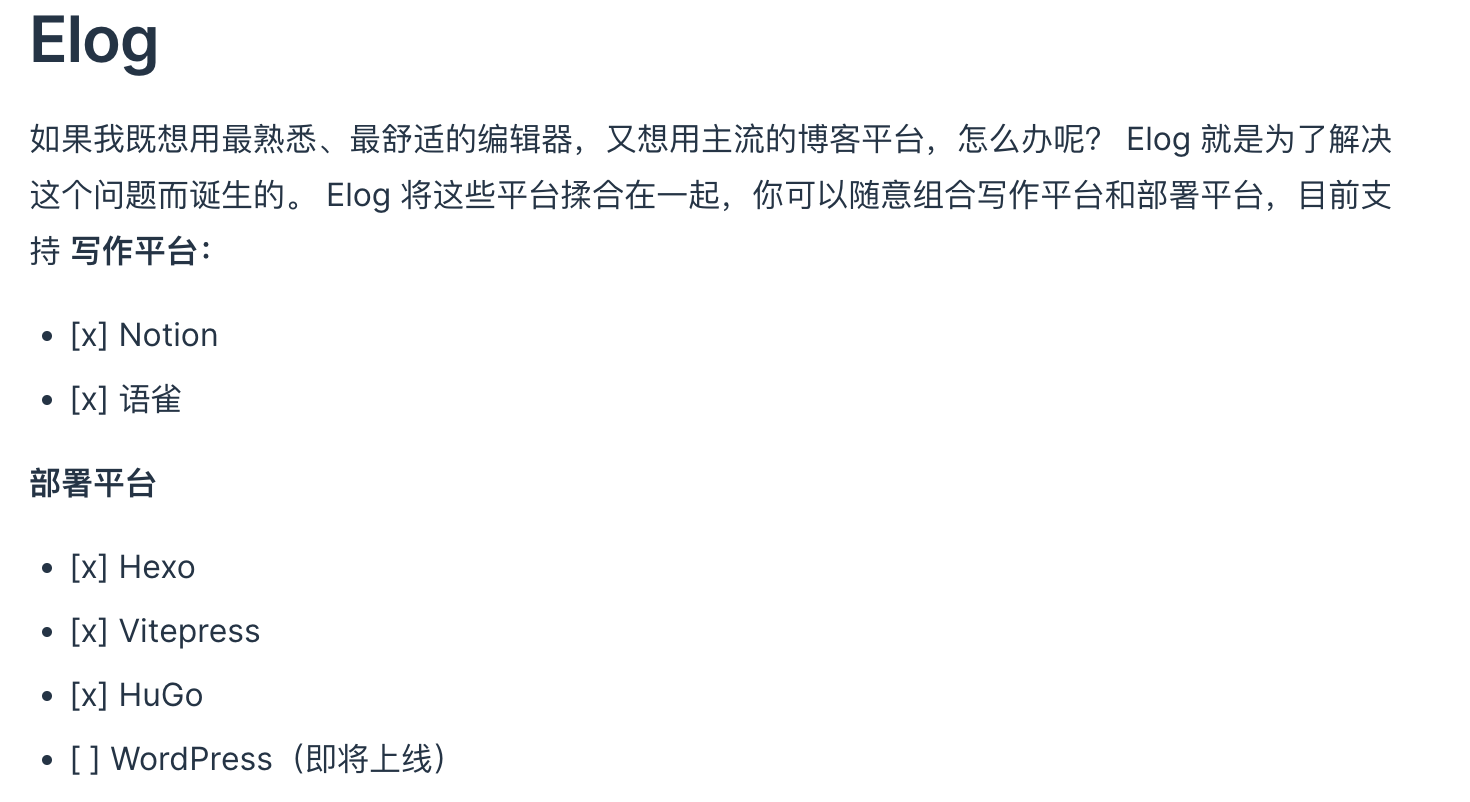 Elog
如果我既想用最熟悉、最舒适的编辑器，又想用主流的博客平台，怎么办呢？ Elog 就是为了解决
这个问题而诞生的。 Elog 将这些平台揉合在一起，你可以随意组合写作平台和部署平台，目前支
持 写作平台：
• [x] Notion
• [x] 语雀
部署平台
• [x] Hexo
• [x] Vitepress
• [x] HuGo
• [ ] WordPress（即将上线）